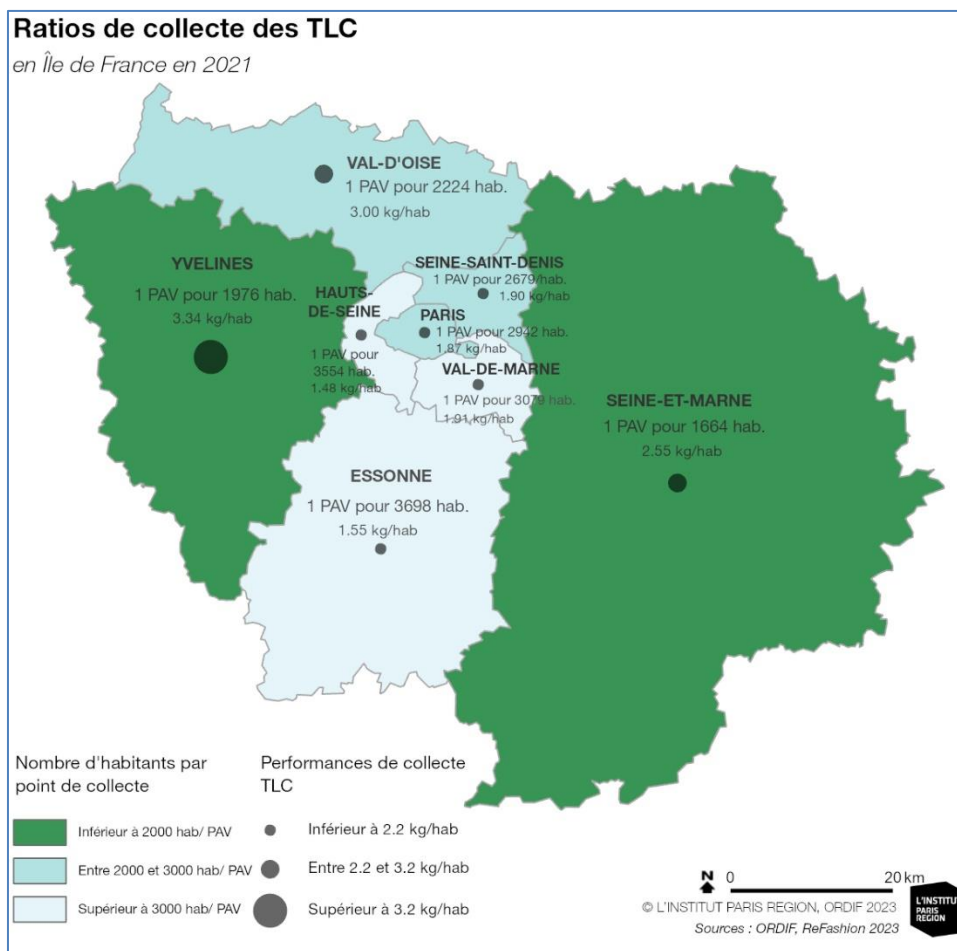 Ratios de collecte des TLC
en Île de France en 2021
VAL-D'OISE
1 PAV pour 2224 hab.
3.00 kg/hab
YVELINES
1 PAV pour 1976 hab.
3.34 kg/hab
HAUTS-
DE-SEINE
1 PAV pour
3554 hab.
1.48 kg/hab
SEINE-SAINT-DENIS
1 PAV pour 2679/hab.
1.90 kg/hab
PARIS
1 PAV pour 2942 hab.
1.87 kg/hab
VAL-DE-MARNE
1 PAV pour 3079 hab.
1.91 kg/hab
SEINE-ET-MARNE
1 PAV pour 1664 hab.
2.55 kg/hab
ESSONNE
1 PAV pour 3698 hab.
1.55 kg/hab
Nombre d'habitants par
point de collecte
Inférieur à 2000 hab/ PAV
Entre 2000 et 3000 hab/ PAV
Supérieur à 3000 hab/ PAV
Performances de collecte
TLC
Inférieur à 2.2 kg/hab
Entre 2.2 et 3.2 kg/hab
Supérieur à 3.2 kg/hab
N 0 20 km
© L'INSTITUT PARIS REGION, ORDIF 2023
Sources : ORDIF, ReFashion 2023
L'INSTITUT
PARIS
REGION